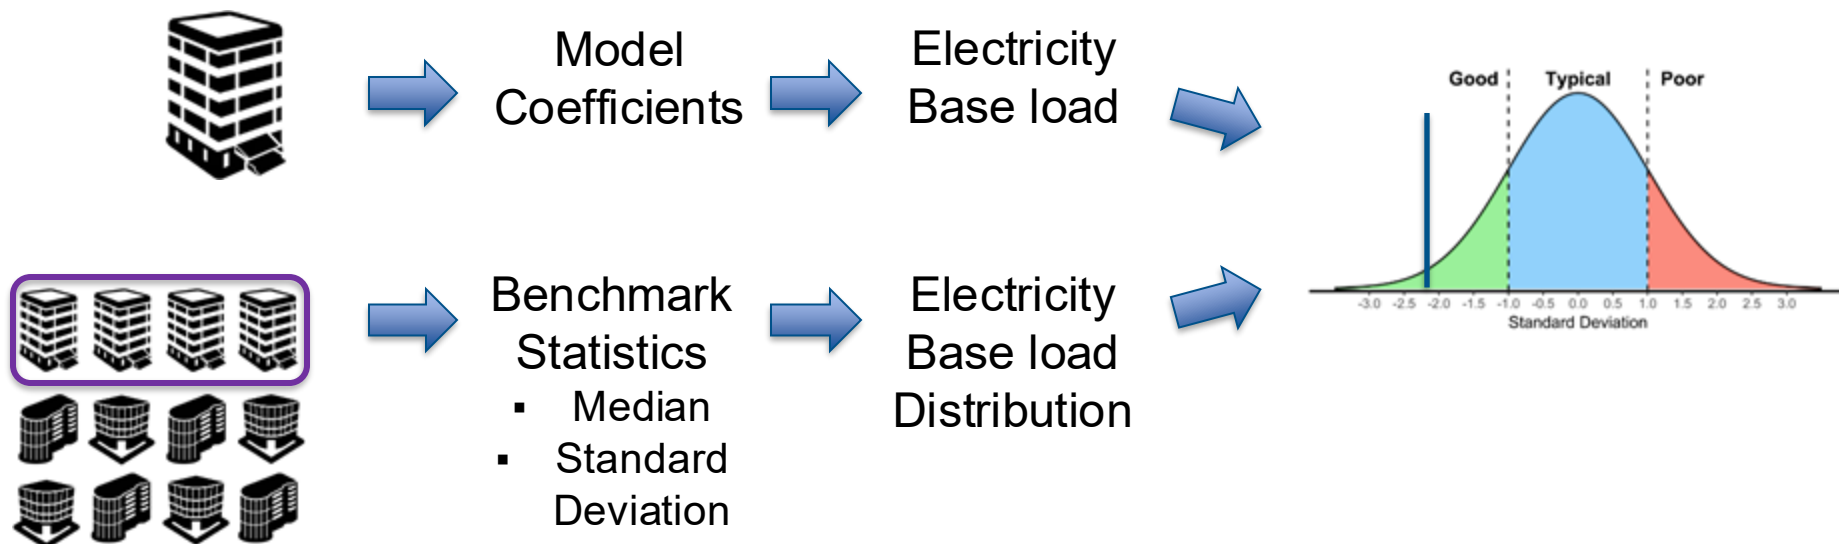 Model
Coefficients
Electricity
Base load
Good
Typical
Poor
-3.0 -2.5 -2.0 -1.5 -1.0 -0.5 0.0 0.5 1.0 1.5 2.0 2.5 3.0
Standard Deviation
Benchmark
Statistics
▪ Median
▪ Standard
Deviation
Electricity
Base load
Distribution